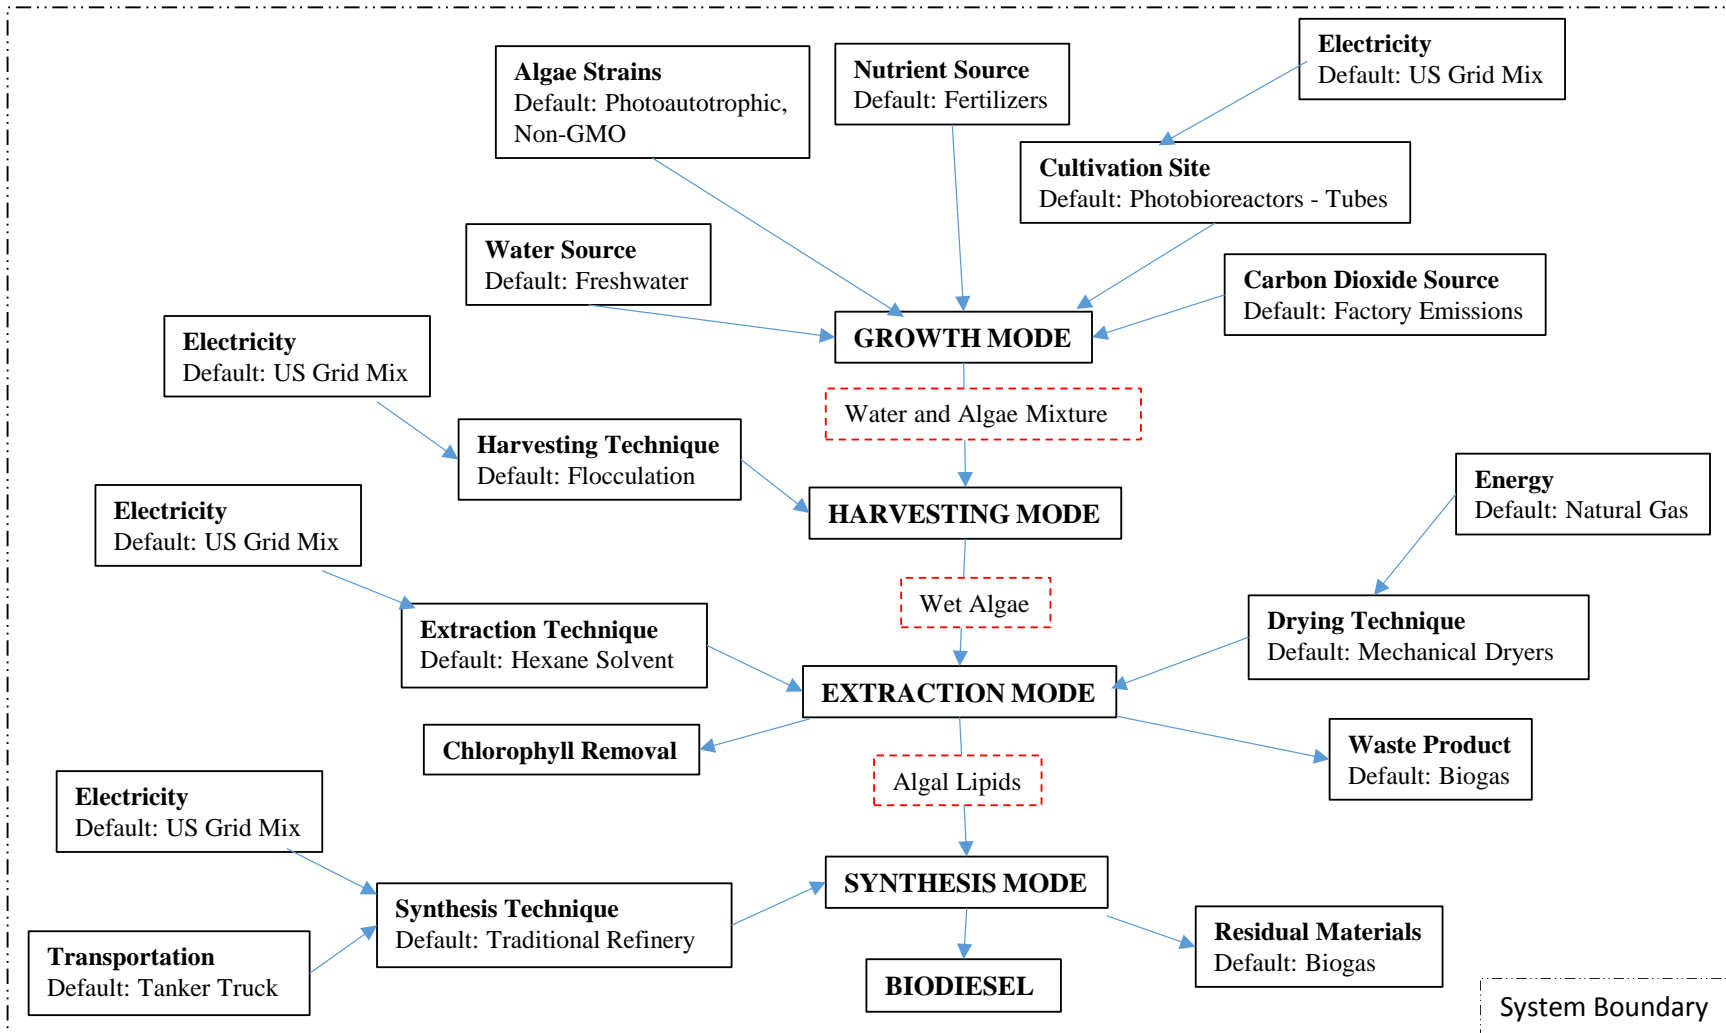 Electricity
Default: US Grid Mix
Algae Strains
Default: Photoautotrophic,
Non-GMO
Nutrient Source
Default: Fertilizers
Cultivation Site
Default: Photobioreactors - Tubes
Water Source
Default: Freshwater
Carbon Dioxide Source
Default: Factory Emissions
GROWTH MODE
Electricity
Default: US Grid Mix
Water and Algae Mixture
Harvesting Technique
Default: Flocculation
HARVESTING MODE
Energy
Default: Natural Gas
Electricity
Default: US Grid Mix
Wet Algae
Extraction Technique
Default: Hexane Solvent
Drying Technique
Default: Mechanical Dryers
EXTRACTION MODE
Chlorophyll Removal
Waste Product
Default: Biogas
Algal Lipids
Electricity
Default: US Grid Mix
SYNTHESIS MODE
Synthesis Technique
Default: Traditional Refinery
Residual Materials
Default: Biogas
Transportation
Default: Tanker Truck
BIODIESEL
System Boundary